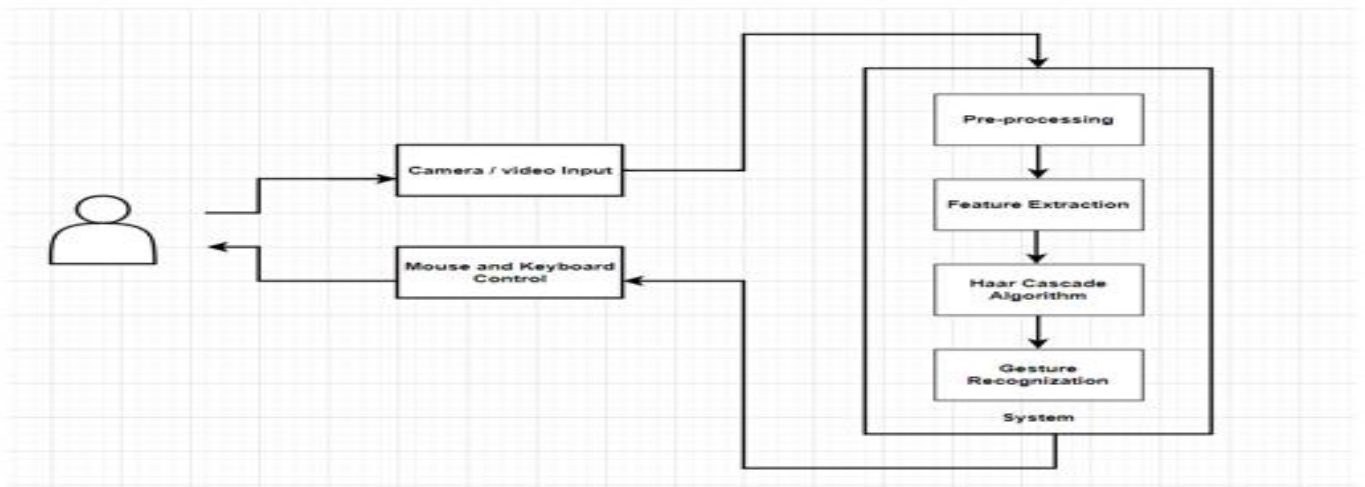 Camera / video Input
Mouse and Keyboard
Control
Pre-processing
Feature Extraction
Haar Cascade
Algorithm
Gesture
Recognization
System